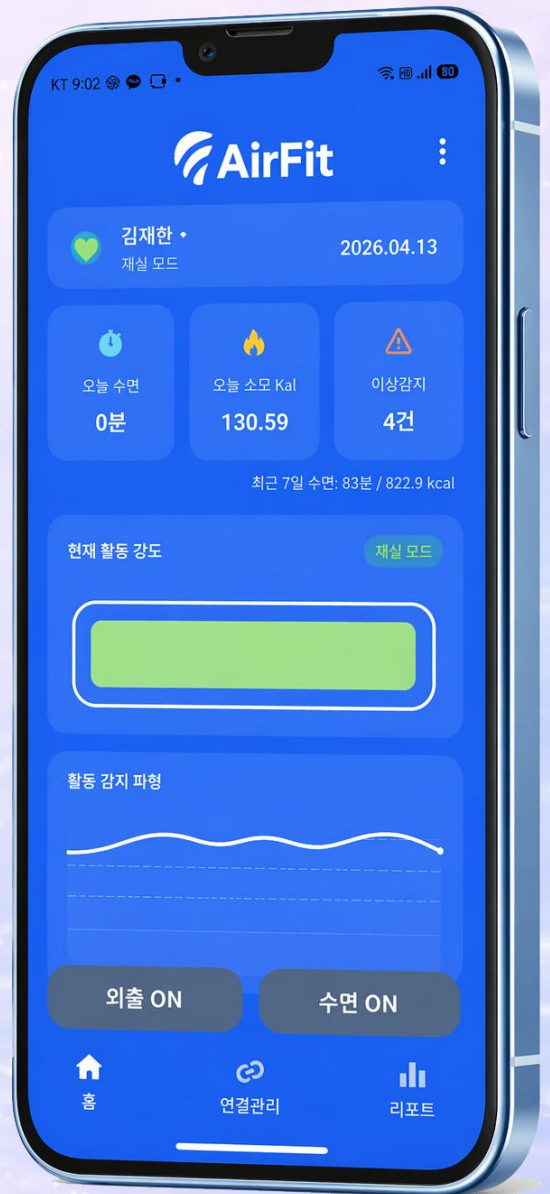 KT 9:02
HD
80
AirFit
김재한
재실 모드
2026.04.13
오늘 수면
0분
오늘 소모 Kal
130.59
이상감지
4건
최근 7일 수면: 83분 / 822.9 kcal
현재 활동 강도
재실 모드
활동 감지 파형
외출 ON
수면 ON
홈
연결관리
리포트